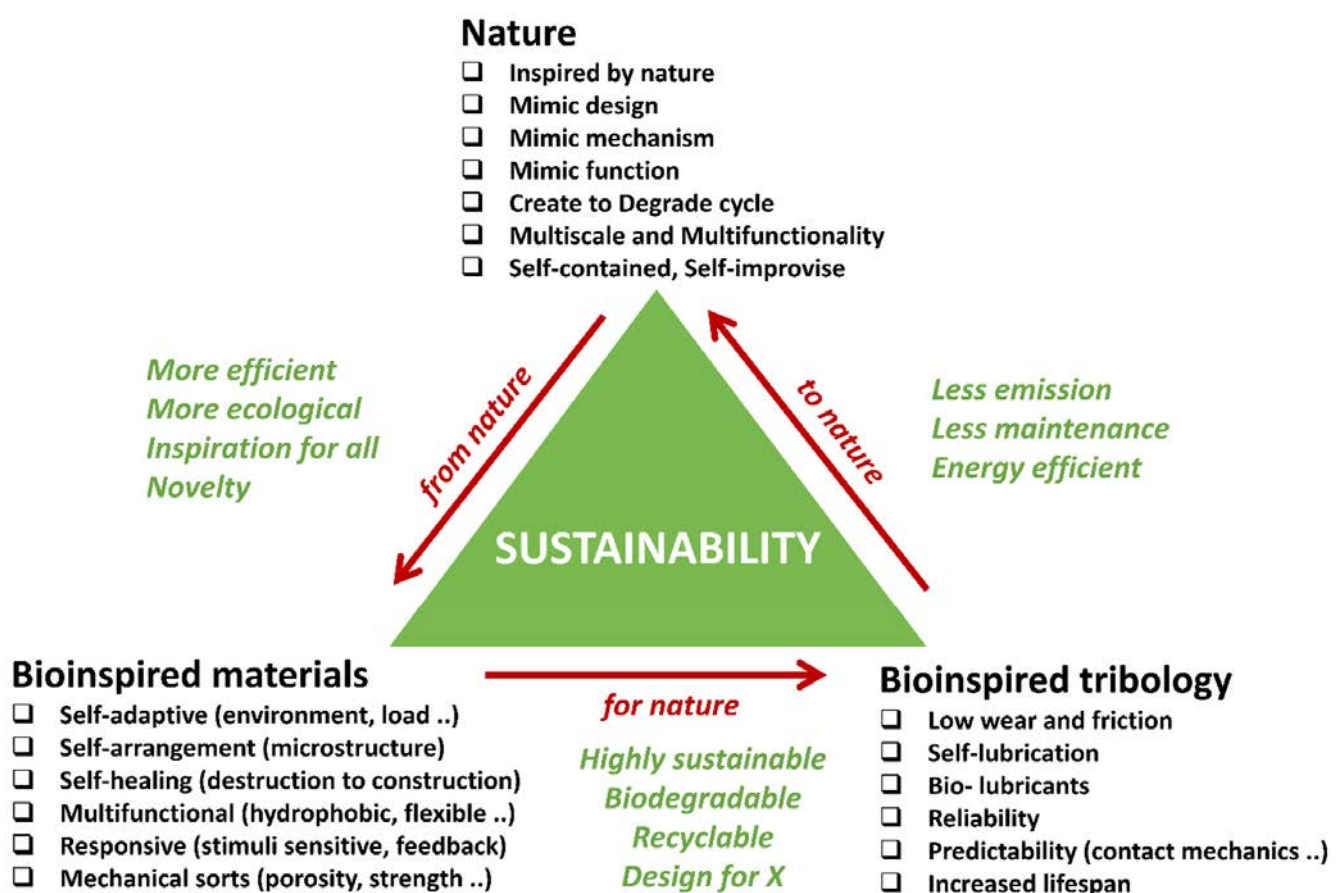 Nature
❑ Inspired by nature
❑ Mimic design
❑ Mimic mechanism
❑ Mimic function
❑ Create to Degrade cycle
❑ Multiscale and Multifunctionality
❑ Self-contained, Self-improvise
More efficient
More ecological
Inspiration for all
Novelty
from nature
to nature
Less emission
Less maintenance
Energy efficient
SUSTAINABILITY
Bioinspired materials
❑ Self-adaptive (environment, load ..)
❑ Self-arrangement (microstructure)
❑ Self-healing (destruction to construction)
❑ Multifunctional (hydrophobic, flexible ..)
❑ Responsive (stimuli sensitive, feedback)
❑ Mechanical sorts (porosity, strength ..)
for nature
Highly sustainable
Biodegradable
Recyclable
Design for X
Bioinspired tribology
❑ Low wear and friction
❑ Self-lubrication
❑ Bio- lubricants
❑ Reliability
❑ Predictability (contact mechanics ..)
❑ Increased lifespan